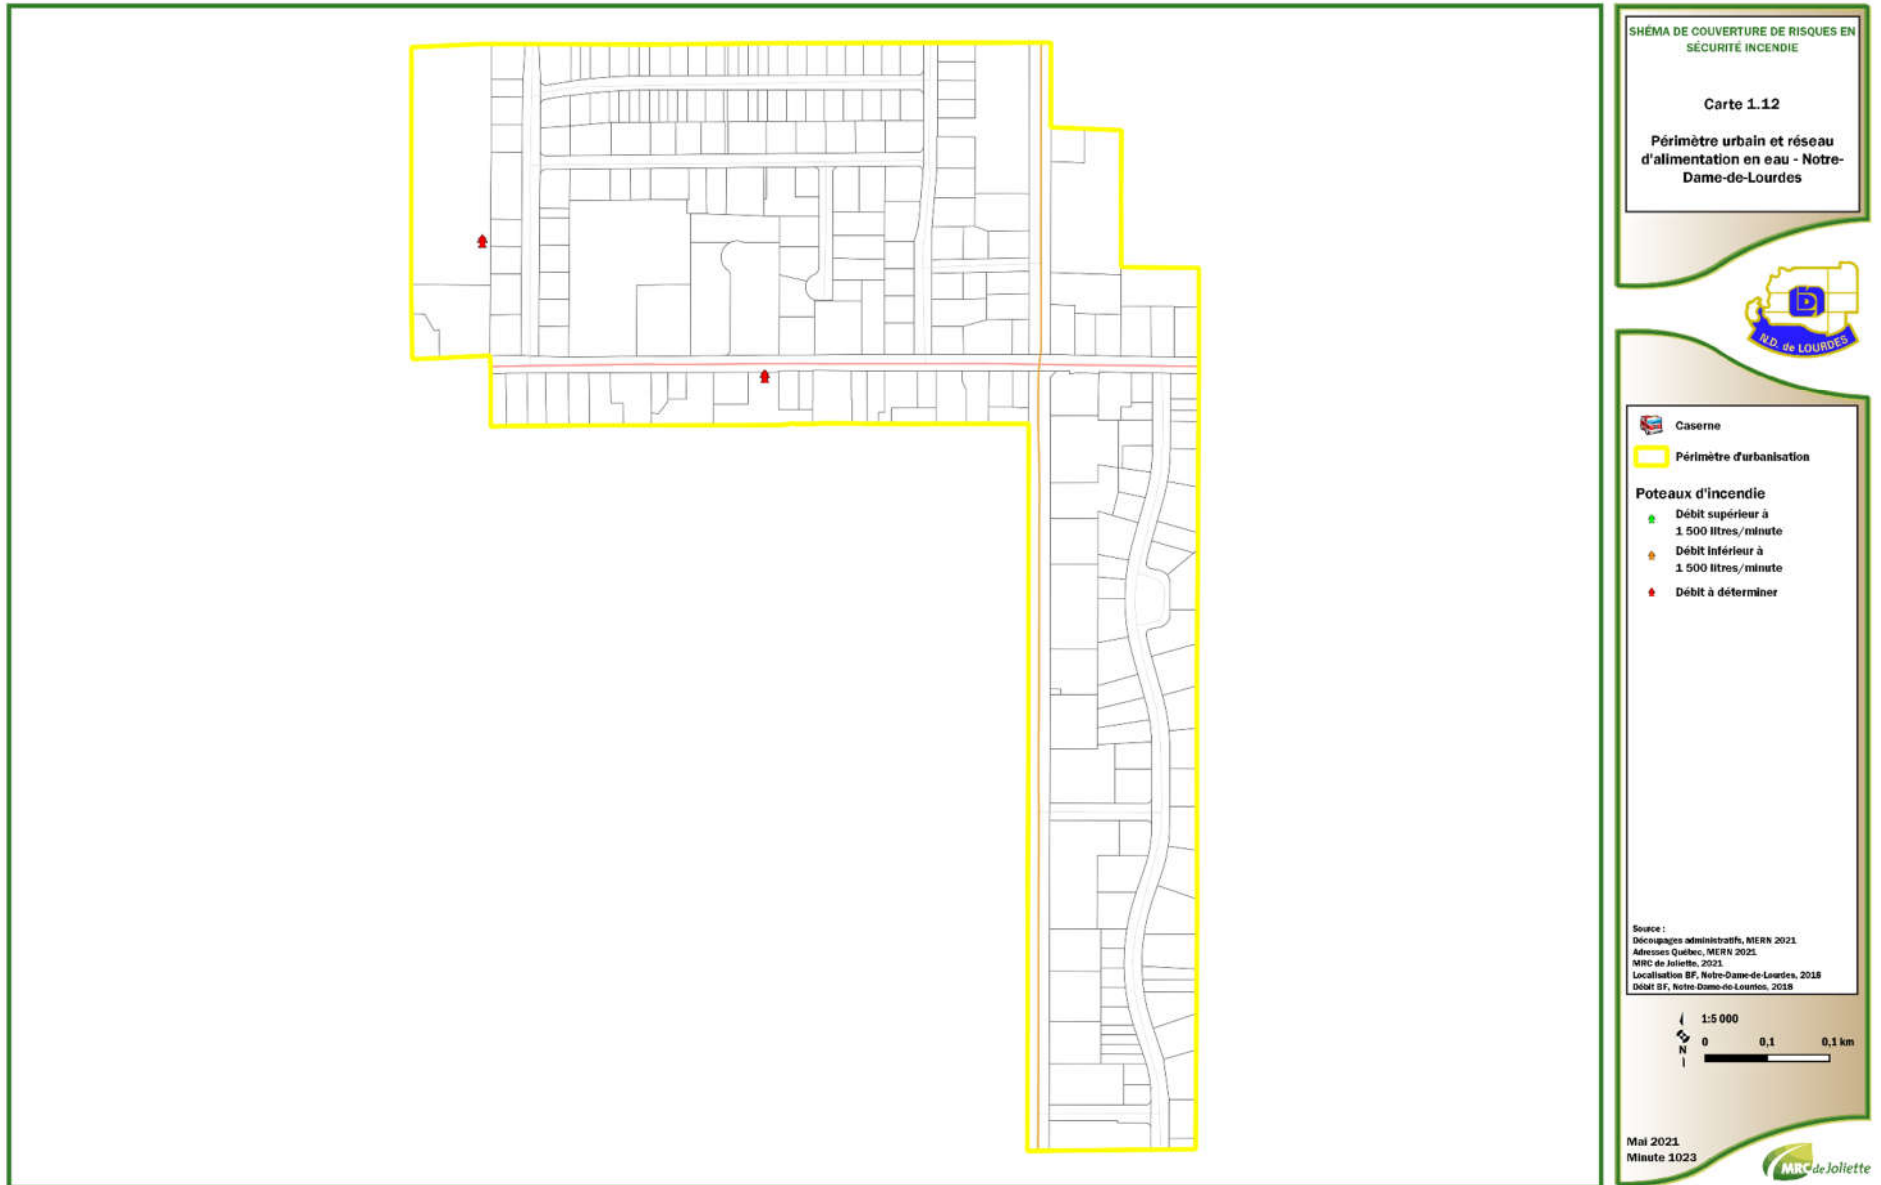 SHÉMA DE COUVERTURE DE RISQUES EN
SÉCURITÉ INCENDIE
Carte 1.12
Périmètre urbain et réseau
d'alimentation en eau - Notre-
Dame-de-Lourdes
N.D. de LOURDES
Caserne
Périmètre d'urbanisation
Poteaux d'incendie
Débit supérieur à
1 500 litres/minute
Débit inférieur à
1 500 litres/minute
Débit à déterminer
Source :
Découpages administratifs, MERN 2021
Adresses Québec, MERN 2021
MRC de Joliette, 2021
Localisation BF, Notre-Dame-de-Lourdes, 2018
Débit BF, Notre-Dame-de-Lourdes, 2018
1:5 000
0 0,1 0,1 km
N
Mai 2021
Minute 1023
MRC de Joliette